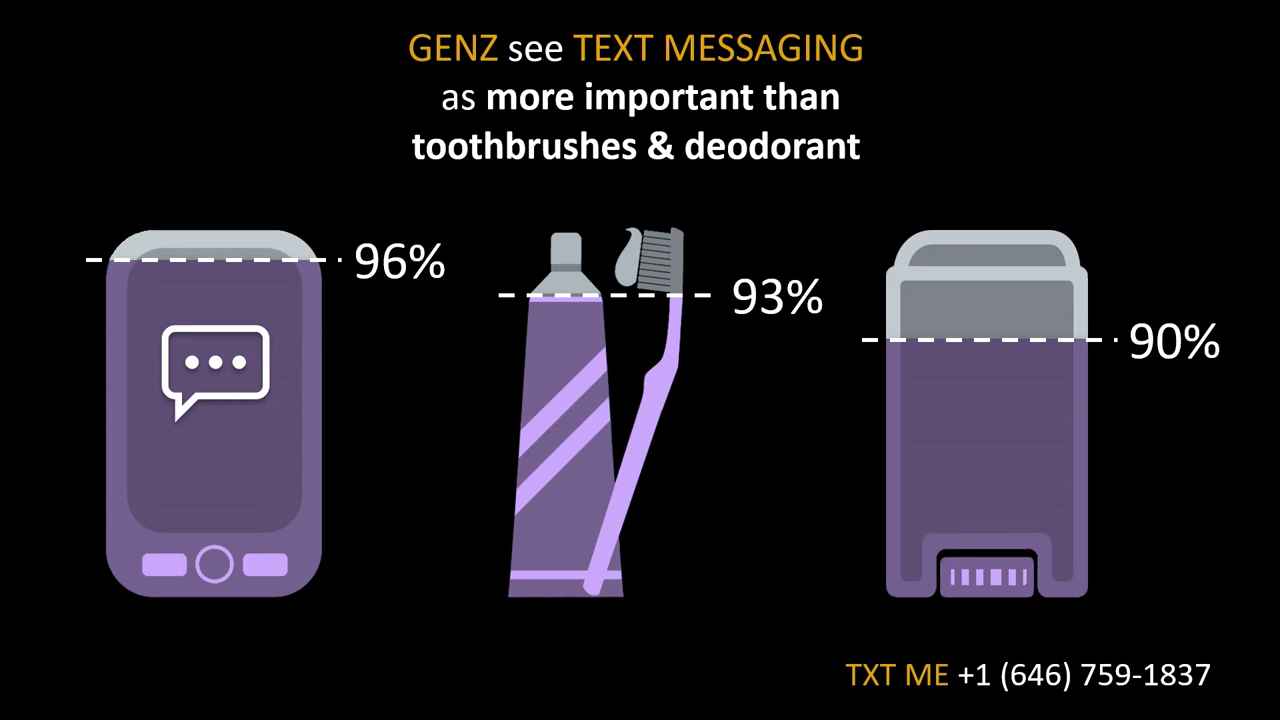 GENZ see TEXT MESSAGING
as more important than
toothbrushes & deodorant
96%
93%
90%
TXT ME +1 (646) 759-1837